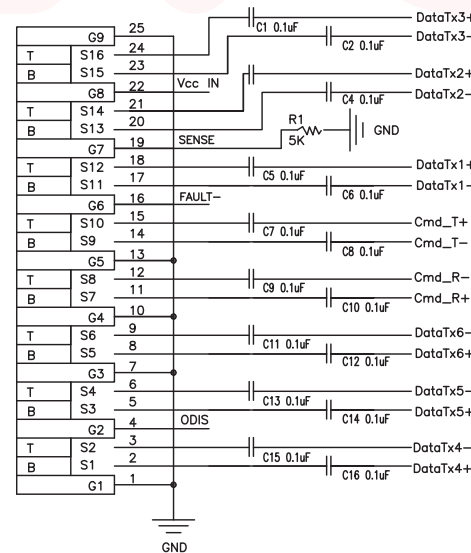 G9 25
DataTx3+
T S16 24 C1 0.1uF
DataTx3-
B S15 23 C2 0.1uF
G8 22 Vcc IN
DataTx2+
T S14 21
DataTx2-
B S13 20 C4 0.1uF
R1
5K
GND
G7 19 SENSE
T S12 18 DataTx1+
C5 0.1uF
B S11 17 DataTx1-
C6 0.1uF
G6 16 FAULT-
T S10 15 Cmd_T+
C7 0.1uF
B S9 14 Cmd_T-
C8 0.1uF
G5 13
T S8 12 Cmd_R-
C9 0.1uF
B S7 11 Cmd_R+
C10 0.1uF
G4 10
T S6 9 DataTx6-
C11 0.1uF
B S5 8 DataTx6+
C12 0.1uF
G3 7
T S4 6 DataTx5-
C13 0.1uF
B S3 5 DataTx5+
C14 0.1uF
G2 4 ODIS
T S2 3 DataTx4-
C15 0.1uF
B S1 2 DataTx4+
C16 0.1uF
G1 1
GND